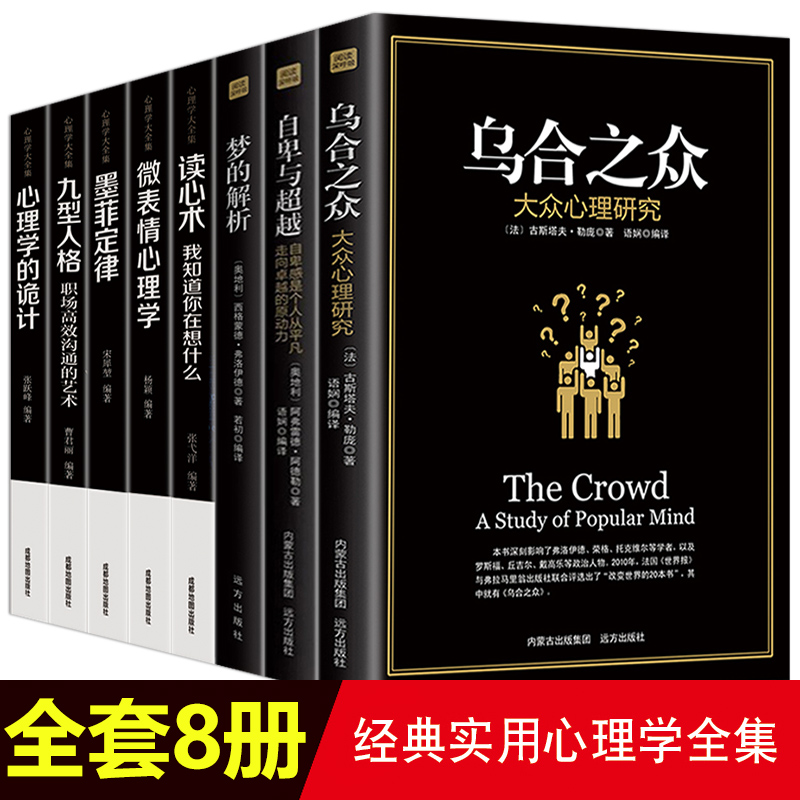 心理学大全集
心理学的诡计
张跃峰 编著
成都地图出版社
心理学大全集
九型人格
职场高效沟通的艺术
曹君丽 编著
成都地图出版社
心理学大全集
墨菲定律
宋犀堃 编著
成都地图出版社
心理学大全集
微表情心理学
杨颖 编著
成都地图出版社
心理学大全集
读心术
我知道你在想什么
张弋洋 编著
成都地图出版社
阅读
梦的解析
(奥地利)西格蒙德·弗洛伊德◎著
若初◎编译
远方出版社
阅读
自卑与超越
自卑感是个人从平凡
走向卓越的原动力
(奥地利)阿弗雷德·阿德勒◎著
语娴◎编译
内蒙古出版集团 远方出版社
阅读
乌合之众
大众心理研究
(法)古斯塔夫·勒庞◎著
语娴◎编译
内蒙古出版集团 远方出版社
乌合之众
大众心理研究
(法)古斯塔夫·勒庞◎著 语娴◎编译
The Crowd
A Study of Popular Mind
本书深刻影响了弗洛伊德、荣格、托克维尔等学者,以及
罗斯福、丘吉尔、戴高乐等政治人物。2010年,法国《世界报》
与弗拉马里翁出版社联合评选出了“改变世界的20本书”,其
中就有《乌合之众》。
内蒙古出版集团 远方出版社
全套8册
经典实用心理学全集